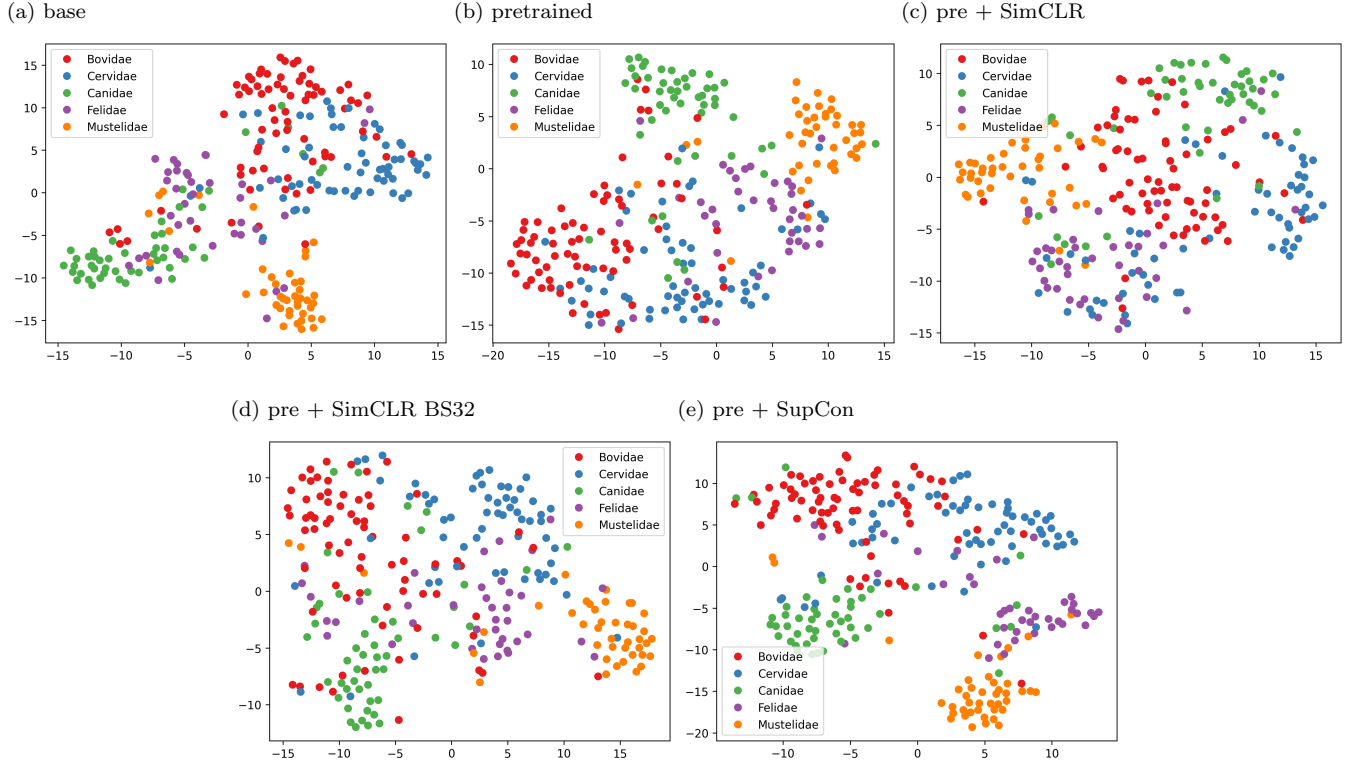 (a) base
(b) pretrained
(c) pre + SimCLR
Bovidae
Cervidae
Canidae
Felidae
Mustelidae
15
10
5
0
−5
−10
−15
−15
−10
−5
0
5
10
15
Bovidae
Cervidae
Canidae
Felidae
Mustelidae
10
5
0
−5
−10
−15
−20
−15
−10
−5
0
5
10
15
Bovidae
Cervidae
Canidae
Felidae
Mustelidae
10
5
0
−5
−10
−15
−15
−10
−5
0
5
10
15
(d) pre + SimCLR BS32
(e) pre + SupCon
Bovidae
Cervidae
Canidae
Felidae
Mustelidae
10
5
0
−5
−10
−15
−10
−5
0
5
10
15
Bovidae
Cervidae
Canidae
Felidae
Mustelidae
10
5
0
−5
−10
−15
−20
−10
−5
0
5
10